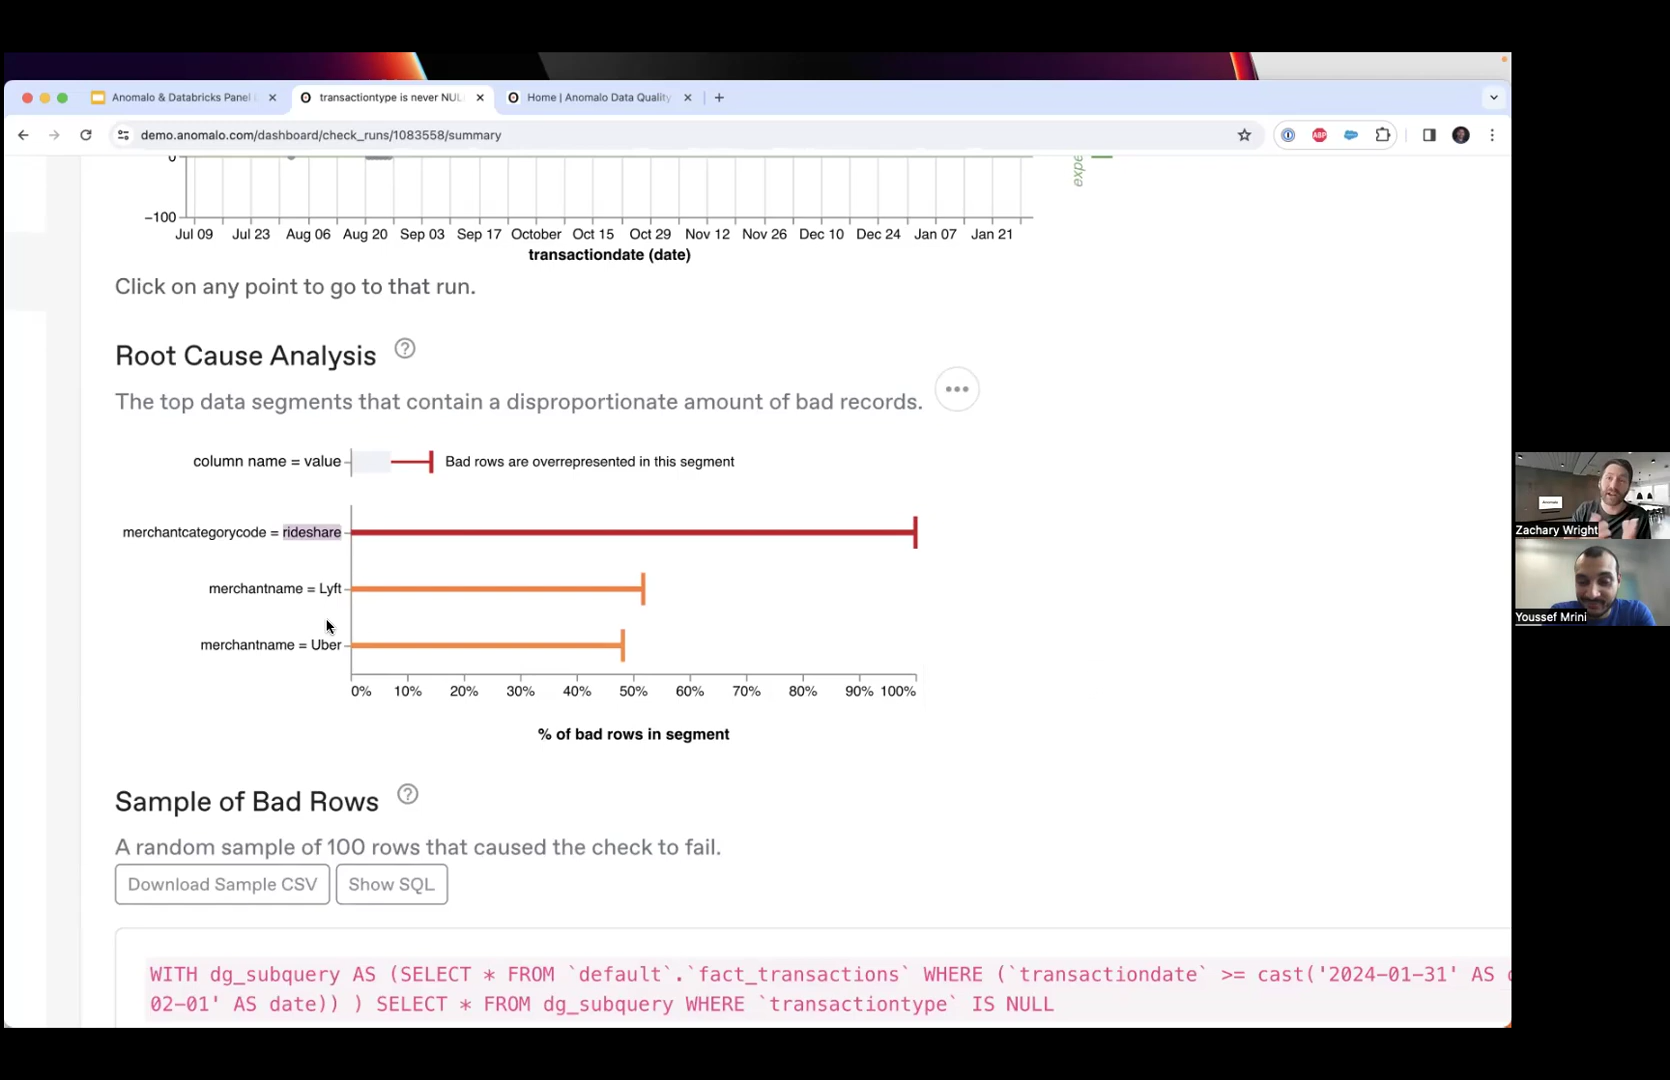 Anomalo & Databricks Panel
transactiontype is never NUL
Home | Anomalo Data Quality
demo.anomalo.com/dashboard/check_runs/1083558/summary
ABP
0
-100
Jul 09 Jul 23 Aug 06 Aug 20 Sep 03 Sep 17 October Oct 15 Oct 29 Nov 12 Nov 26 Dec 10 Dec 24 Jan 07 Jan 21
transactiondate (date)
expe
Click on any point to go to that run.
Root Cause Analysis ?
The top data segments that contain a disproportionate amount of bad records.
column name = value Bad rows are overrepresented in this segment
merchantcategorycode = rideshare
merchantname = Lyft
merchantname = Uber
0% 10% 20% 30% 40% 50% 60% 70% 80% 90% 100%
% of bad rows in segment
Sample of Bad Rows ?
A random sample of 100 rows that caused the check to fail.
Download Sample CSV Show SQL
WITH dg_subquery AS (SELECT * FROM `default`.`fact_transactions` WHERE (`transactiondate` >= cast('2024-01-31' AS
02-01' AS date)) ) SELECT * FROM dg_subquery WHERE `transactiontype` IS NULL
Zachary Wright
Youssef Mrini